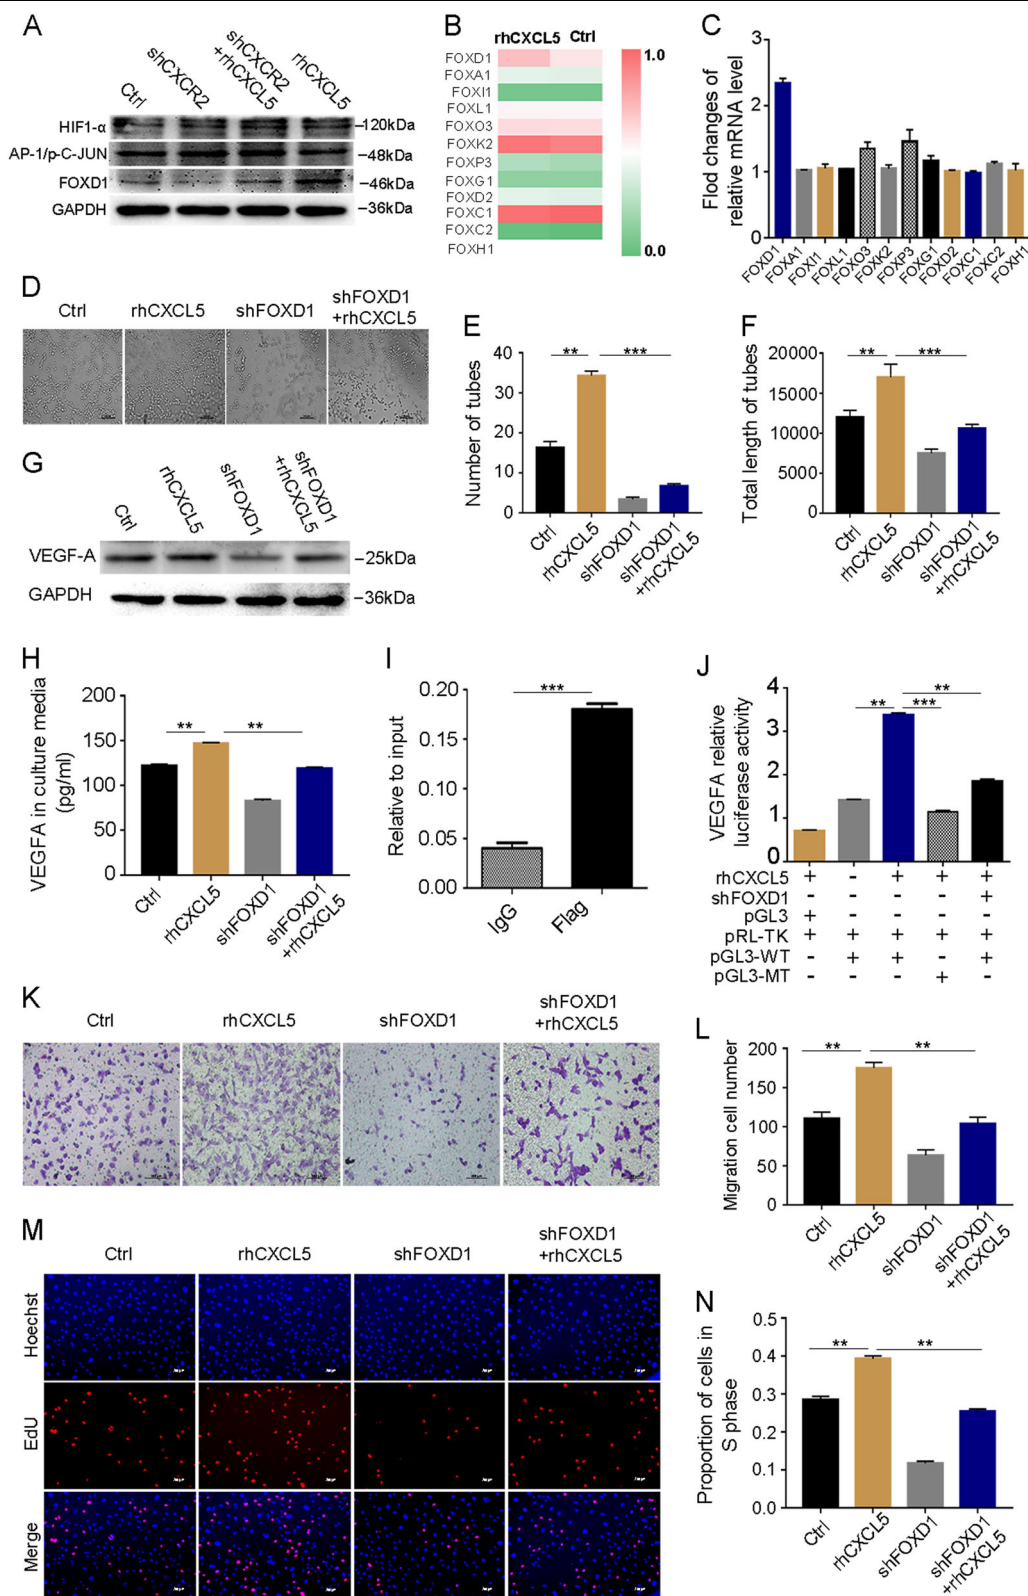 A
Ctrl
shCXCR2
shCXCR2
+rhCXCL5
rhCXCL5
HIF1-α
–120kDa
AP-1/p-C-JUN
–48kDa
FOXD1
–46kDa
GAPDH
–36kDa
B
rhCXCL5 Ctrl
FOXD1
FOXA1
FOXI1
FOXL1
FOXO3
FOXK2
FOXP3
FOXG1
FOXD2
FOXC1
FOXC2
FOXH1
1.0
0.0
C
Flod changes of
relative mRNA level
3
2
1
0
FOXD1
FOXA1
FOXI1
FOXL1
FOXO3
FOXK2
FOXP3
FOXG1
FOXD2
FOXC1
FOXC2
FOXH1
D
Ctrl
rhCXCL5
shFOXD1
shFOXD1
+rhCXCL5
E
Number of tubes
40
30
20
10
0
**
***
Ctrl
rhCXCL5
shFOXD1
shFOXD1
+rhCXCL5
F
Total length of tubes
20000
15000
10000
5000
0
**
***
Ctrl
rhCXCL5
shFOXD1
shFOXD1
+rhCXCL5
G
Ctrl
rhCXCL5
shFOXD1
shFOXD1
+rhCXCL5
VEGF-A
–25kDa
GAPDH
–36kDa
H
VEGFA in culture media
(pg/ml)
200
150
100
50
0
**
**
Ctrl
rhCXCL5
shFOXD1
shFOXD1
+rhCXCL5
I
Relative to input
0.20
0.15
0.10
0.05
0.00
***
IgG
Flag
J
VEGFA relative
luciferase activity
4
3
2
1
0
**
** ***
rhCXCL5 + - + + +
shFOXD1 - - - - +
pGL3 + - - - -
pRL-TK + + + + +
pGL3-WT - + + - +
pGL3-MT - - - + -
K
Ctrl
rhCXCL5
shFOXD1
shFOXD1
+rhCXCL5
L
Migration cell number
200
150
100
50
0
**
**
Ctrl
rhCXCL5
shFOXD1
shFOXD1
+rhCXCL5
M
Ctrl
rhCXCL5
shFOXD1
shFOXD1
+rhCXCL5
Hoechst
EdU
Merge
N
Proportion of cells in
S phase
0.5
0.4
0.3
0.2
0.1
0.0
**
**
Ctrl
rhCXCL5
shFOXD1
shFOXD1
+rhCXCL5